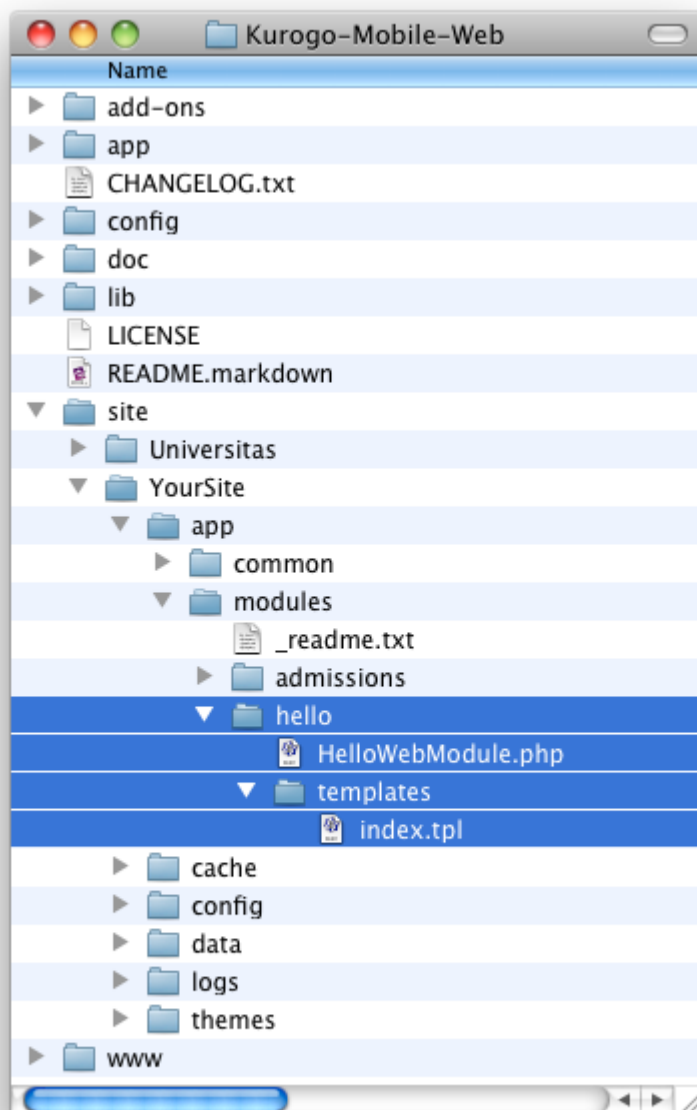 Kurogo-Mobile-Web
Name
add-ons
app
CHANGELOG.txt
config
doc
lib
LICENSE
README.markdown
site
Universitas
YourSite
app
common
modules
_readme.txt
admissions
hello
HelloWebModule.php
templates
index.tpl
cache
config
data
logs
themes
www